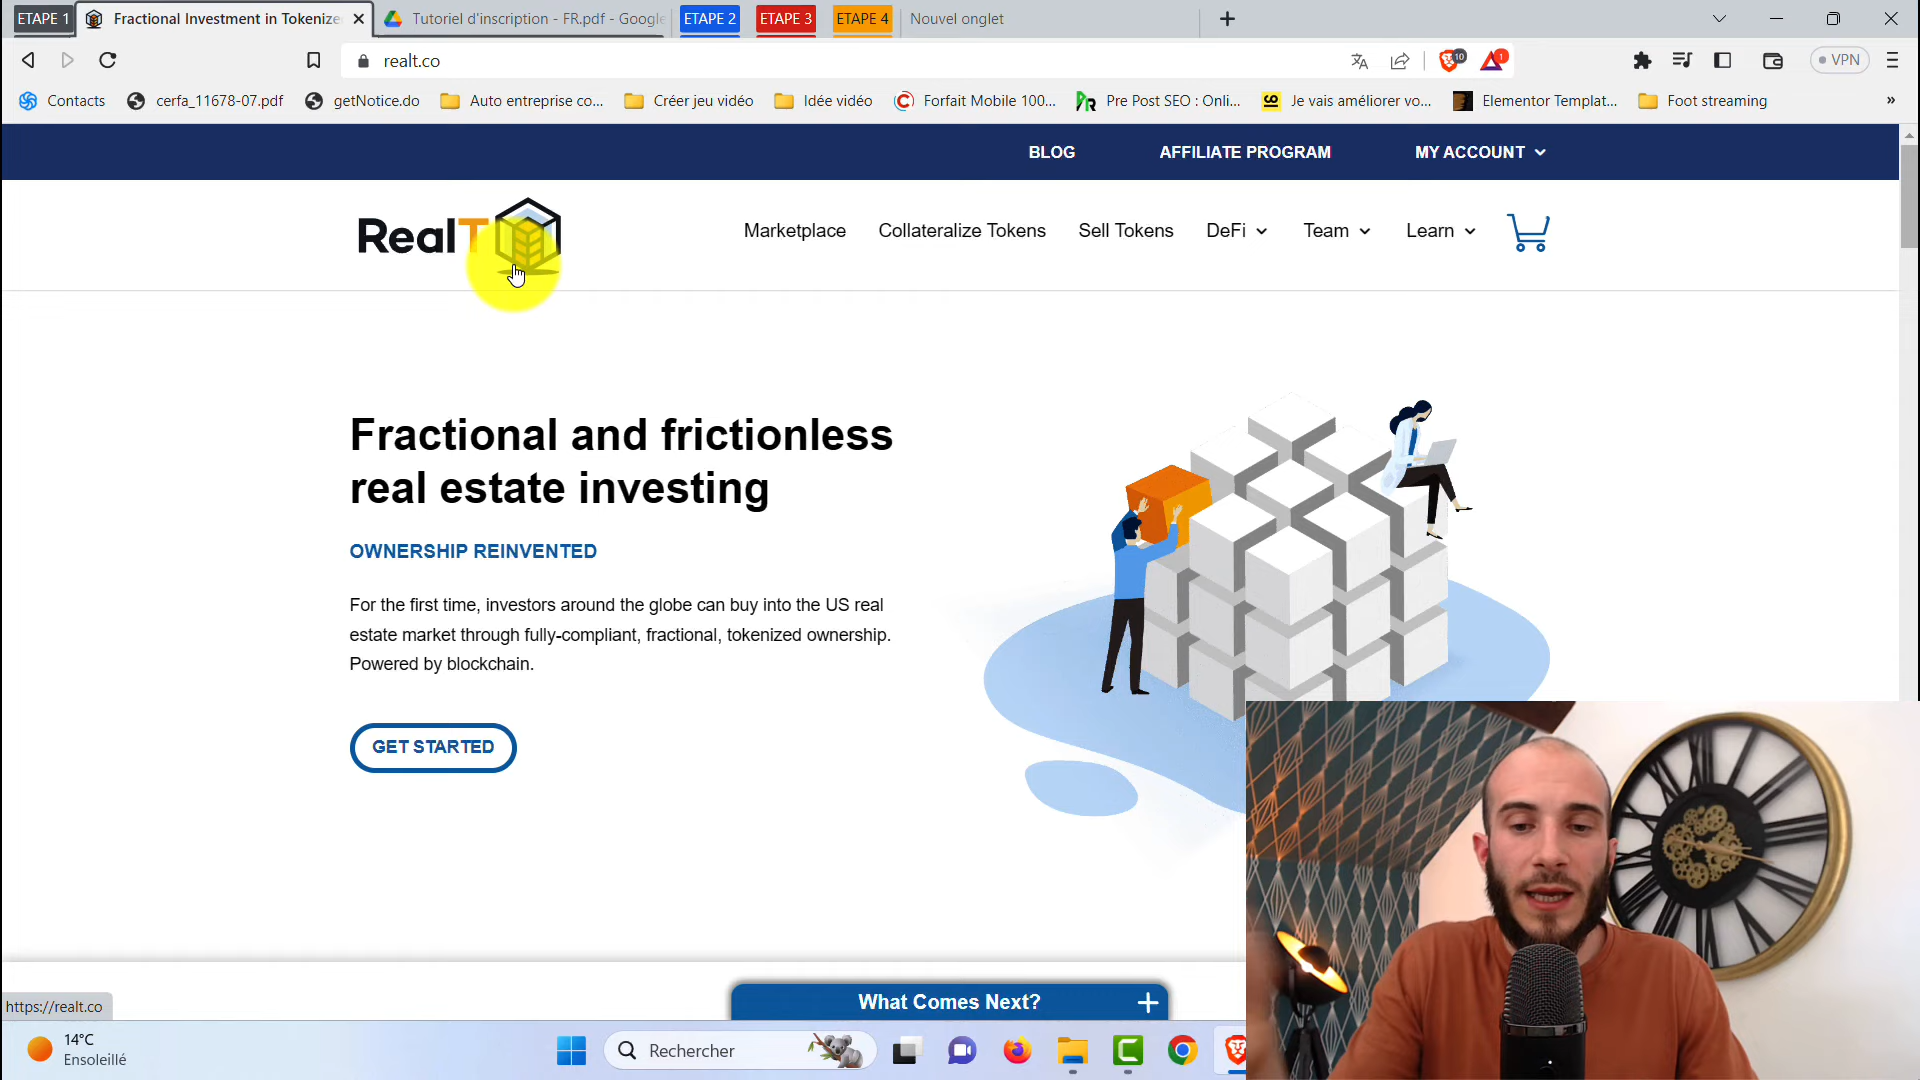 ETAPE 1
Fractional Investment in Tokenize
Tutoriel d'inscription - FR.pdf - Google
ETAPE 2
ETAPE 3
ETAPE 4
Nouvel onglet
realt.co
10
1
VPN
Contacts
cerfa_11678-07.pdf
getNotice.do
Auto entreprise co...
Créer jeu vidéo
Idée vidéo
Forfait Mobile 100...
Pre Post SEO : Onli...
Je vais améliorer vo...
Elementor Templat...
Foot streaming
»
BLOG
AFFILIATE PROGRAM
MY ACCOUNT
RealT
Marketplace
Collateralize Tokens
Sell Tokens
DeFi
Team
Learn
Fractional and frictionless
real estate investing
OWNERSHIP REINVENTED
For the first time, investors around the globe can buy into the US real
estate market through fully-compliant, fractional, tokenized ownership.
Powered by blockchain.
GET STARTED
What Comes Next?
https://realt.co
14°C
Ensoleillé
Rechercher